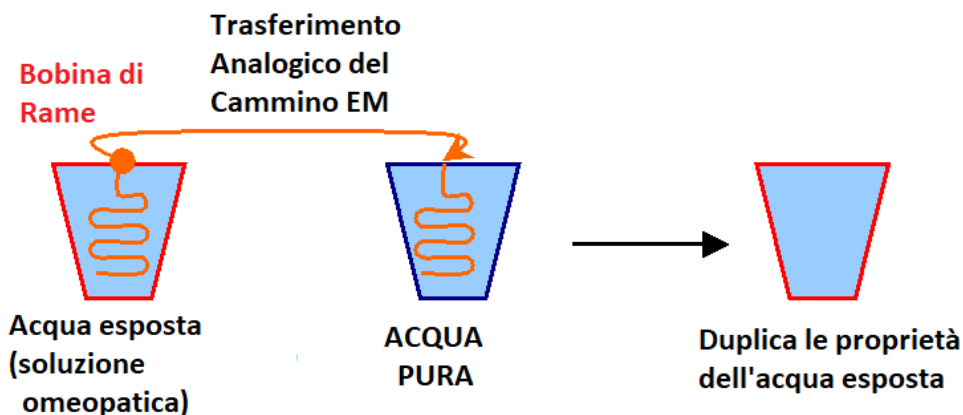 Trasferimento
Analogico del
Cammino EM
Bobina di
Rame
Acqua esposta
(soluzione
omeopatica)
ACQUA
PURA
Duplica le proprietà
dell'acqua esposta